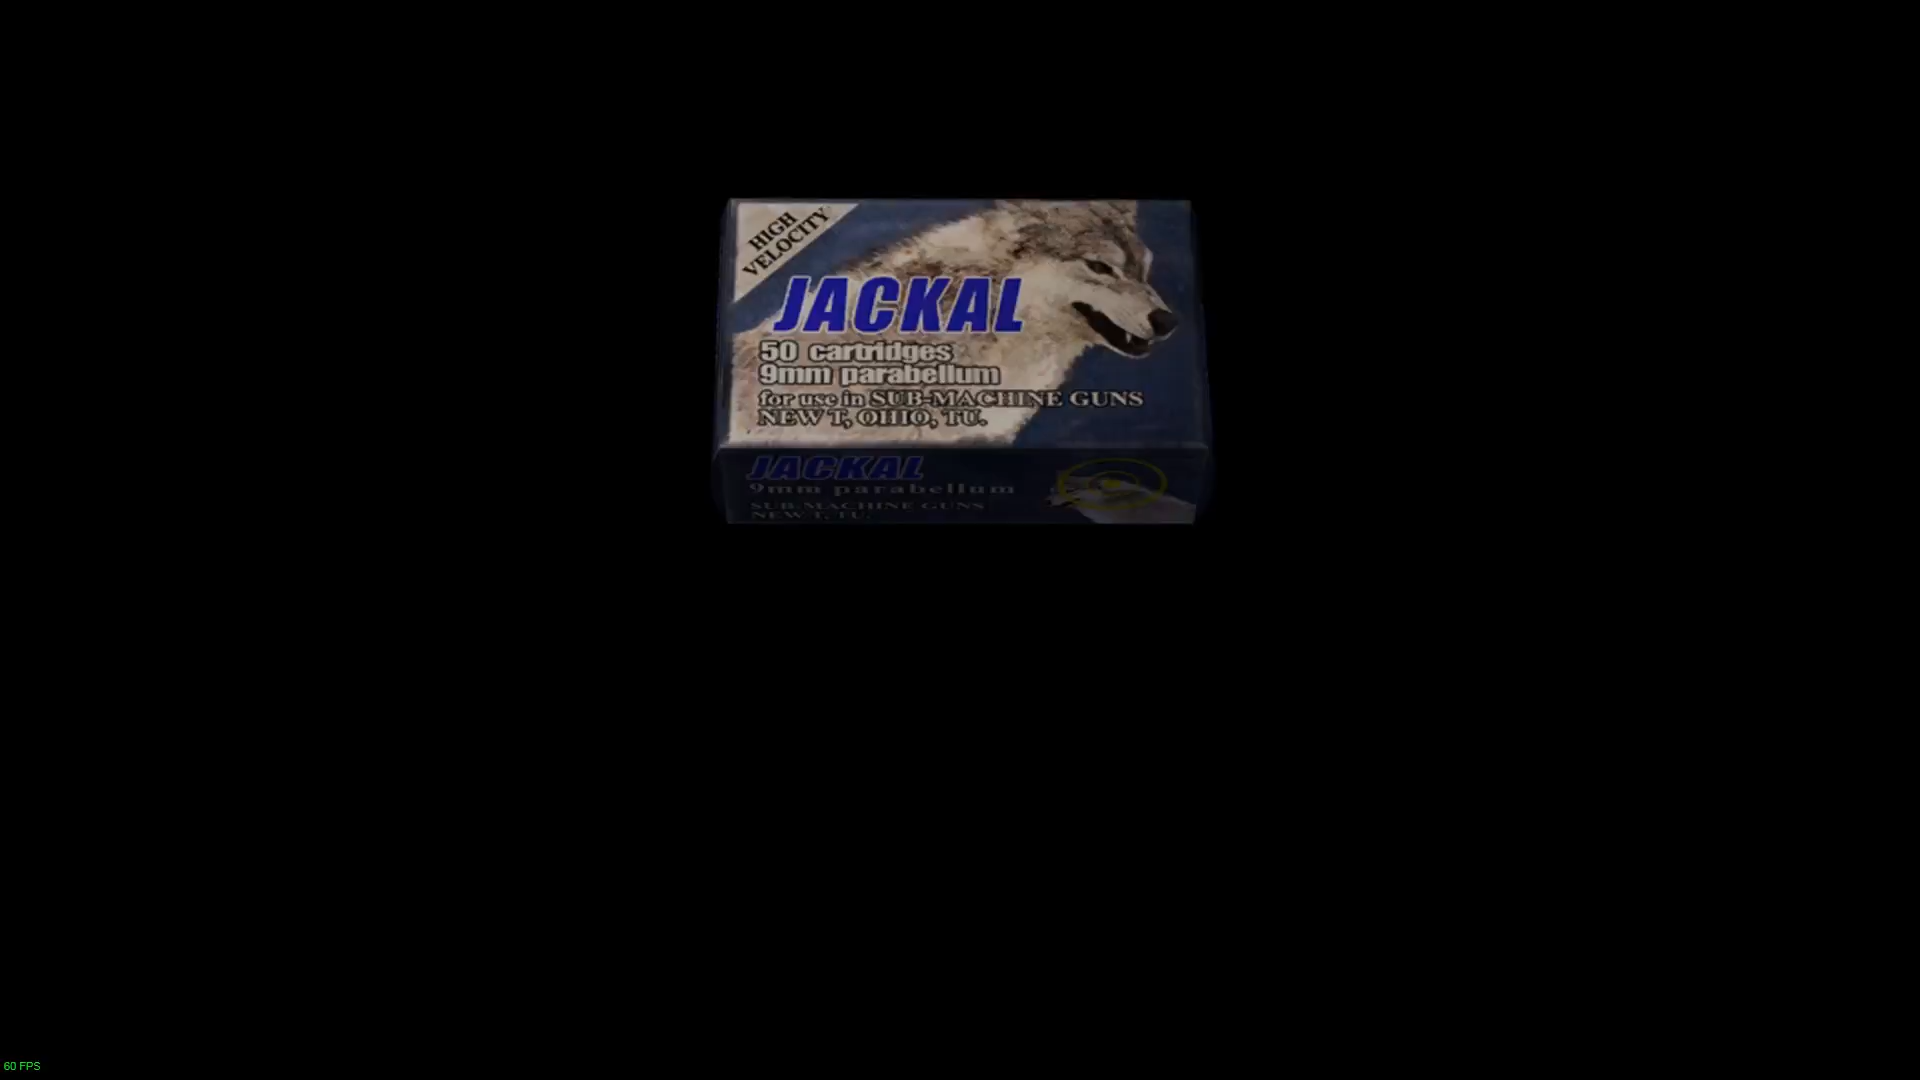 HIGH
VELOCITY
JACKAL
50 cartridges
9mm parabellum
for use in SUB-MACHINE GUNS
NEW T, OHIO, TU.
JACKAL
9mm parabellum
SUB-MACHINE GUNS
NEW T, TU.
60 FPS